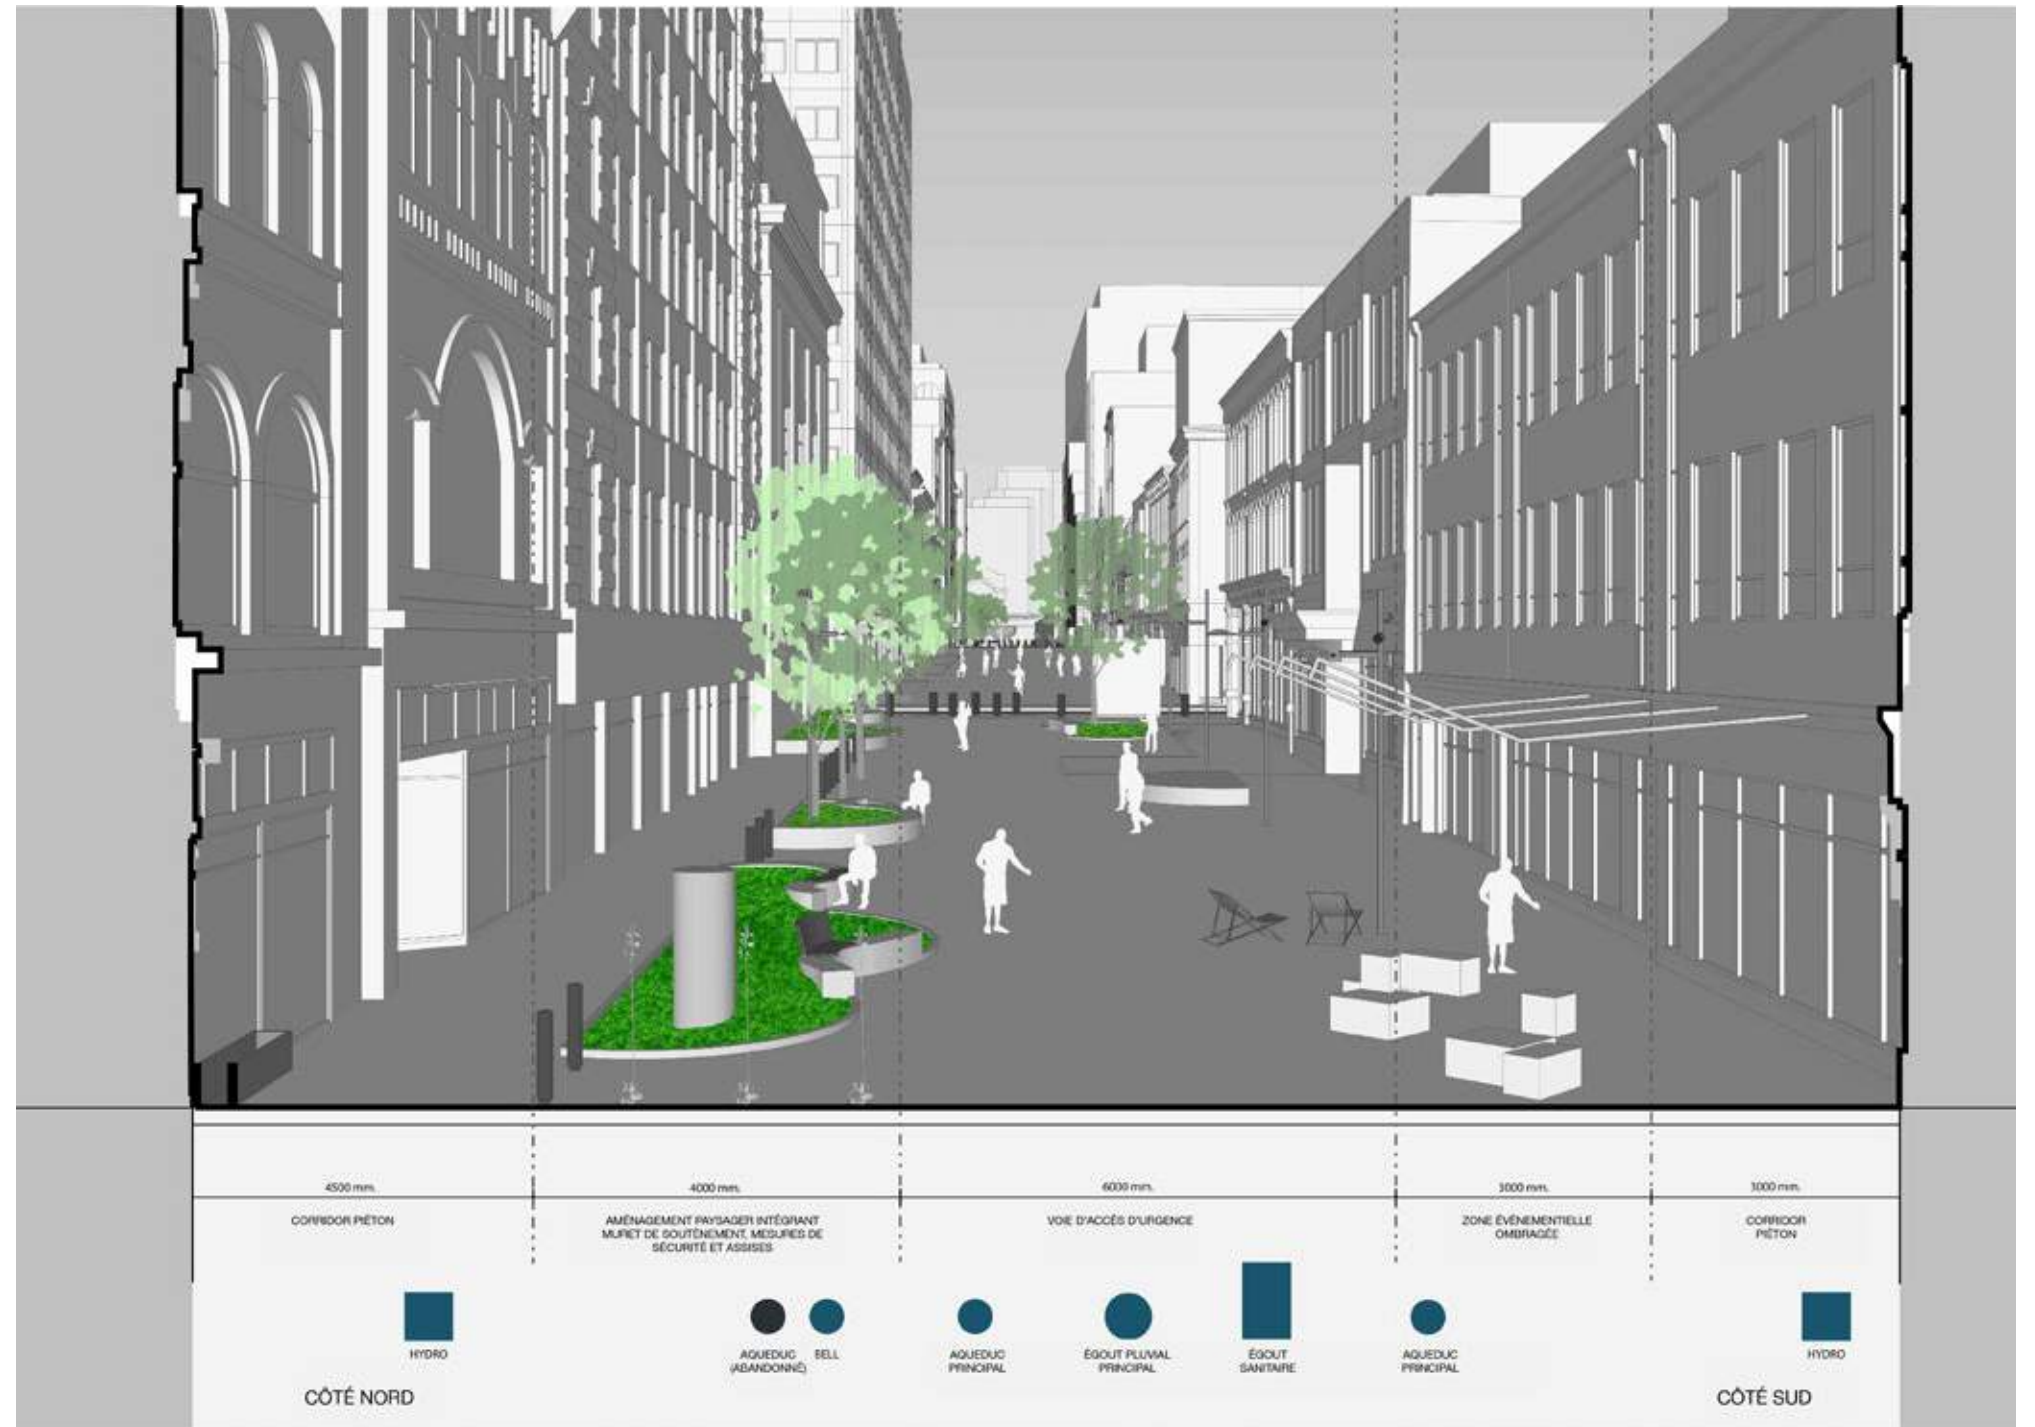 4500 mm.
4000 mm.
6000 mm.
3000 mm.
3000 mm.
CORRIDOR PIÉTON
AMÉNAGEMENT PAYSAGER INTÉGRANT
MURET DE SOUTÈNEMENT, MESURES DE
SÉCURITÉ ET ASSISES
VOIE D'ACCÈS D'URGENCE
ZONE ÉVÉNEMENTIELLE
OMBRAGÉE
CORRIDOR
PIÉTON
HYDRO
AQUEDUC
(ABANDONNÉ)
BELL
AQUEDUC
PRINCIPAL
ÉGOUT PLUVIAL
PRINCIPAL
ÉGOUT
SANITAIRE
AQUEDUC
PRINCIPAL
HYDRO
CÔTÉ NORD
CÔTÉ SUD